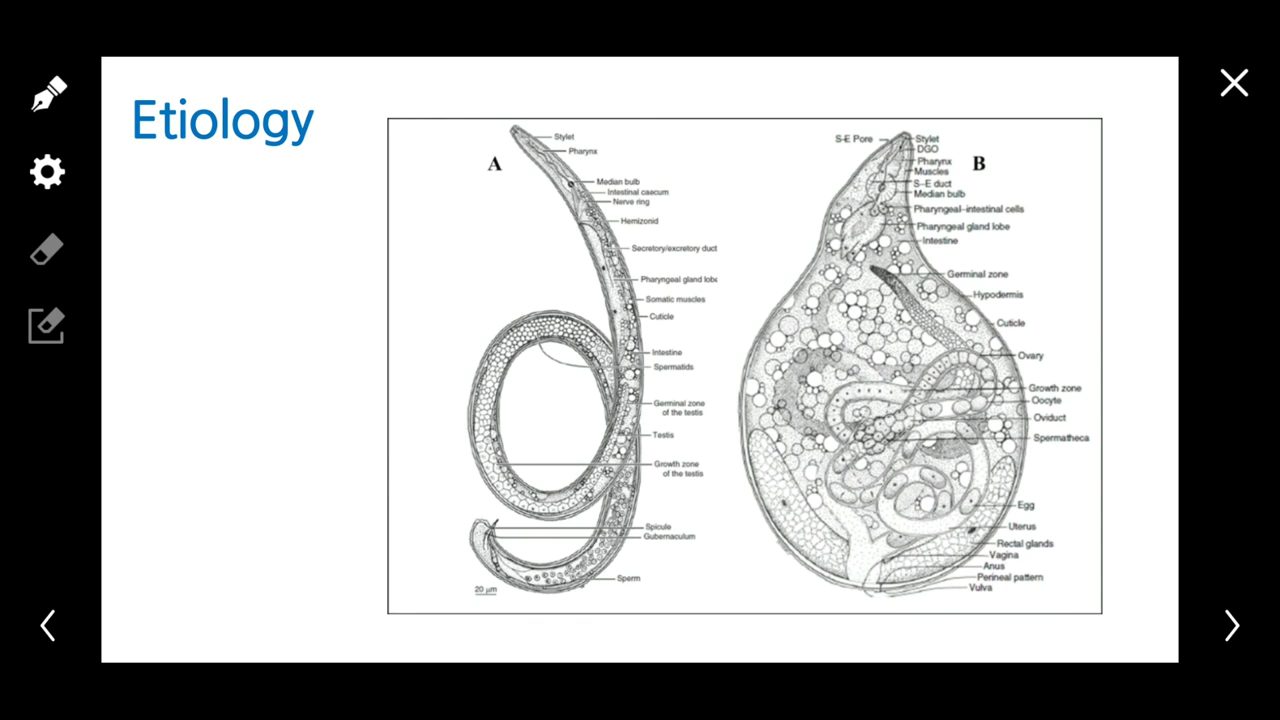 Etiology
A
Stylet
Pharynx
Median bulb
Intestinal caecum
Nerve ring
Hemizonid
Secretory/excretory duct
Pharyngeal gland lobe
Somatic muscles
Cuticle
Intestine
Spermatids
Germinal zone
of the testis
Testis
Growth zone
of the testis
Spicule
Gubernaculum
Sperm
20 µm
B
S-E Pore
Stylet
DGO
Pharynx
Muscles
S-E duct
Median bulb
Pharyngeal-intestinal cells
Pharyngeal gland lobe
Intestine
Germinal zone
Hypodermis
Cuticle
Ovary
Growth zone
Oocyte
Oviduct
Spermatheca
Egg
Uterus
Rectal glands
Vagina
Anus
Perineal pattern
Vulva